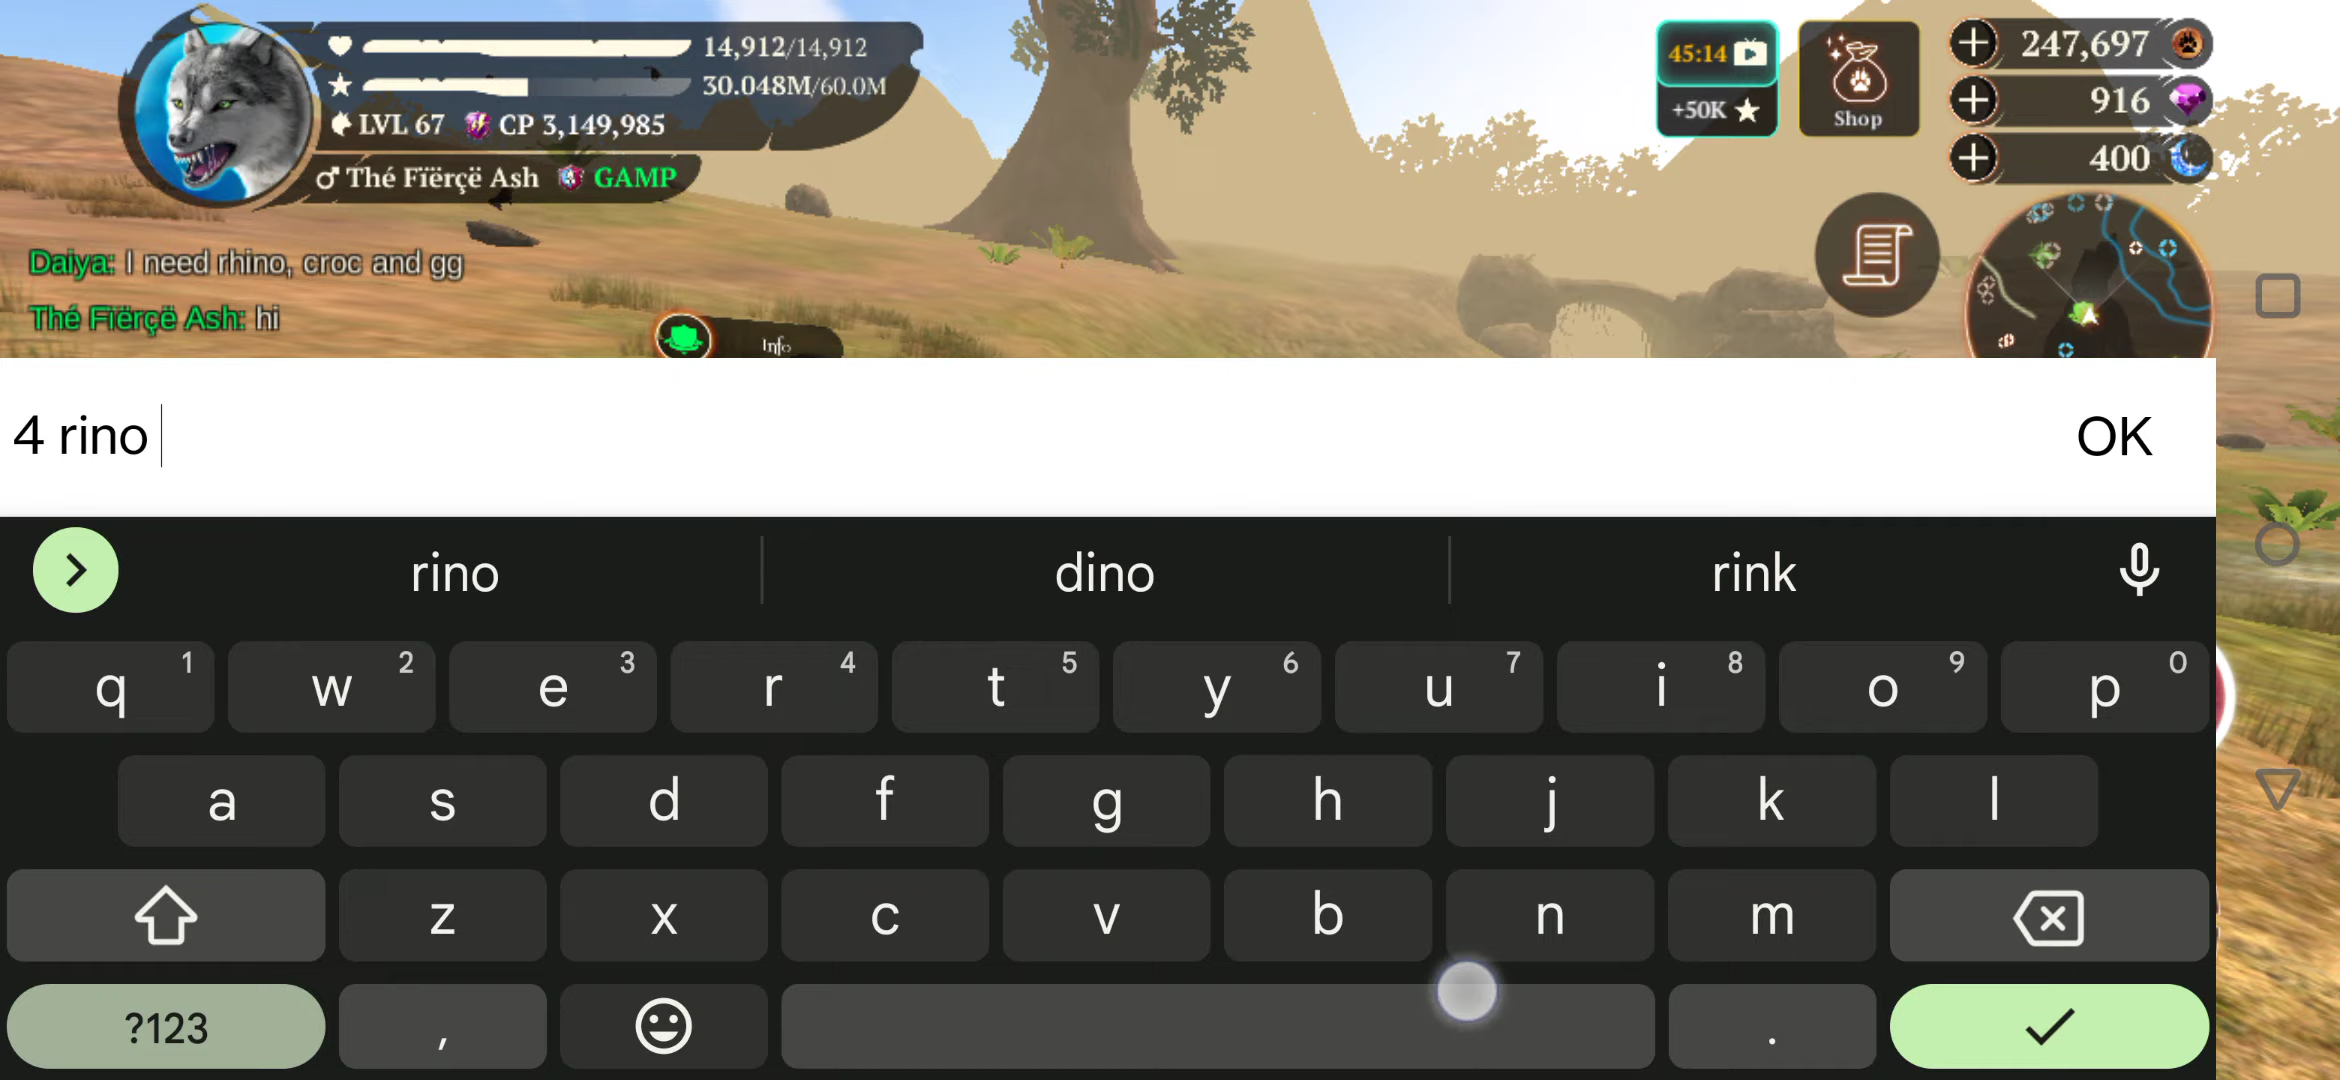 14,912/14,912
30.048M/60.0M
LVL 67 CP 3,149,985
♂ Thé Fïërçë Ash GAMP
45:14
+50K
Shop
247,697
916
400
Daiya: I need rhino, croc and gg
Thé Fïërçë Ash: hi
Info
4 rino
OK
rino dino rink
q 1 w 2 e 3 r 4 t 5 y 6 u 7 i 8 o 9 p 0
a s d f g h j k l
z x c v b n m
?123 , .